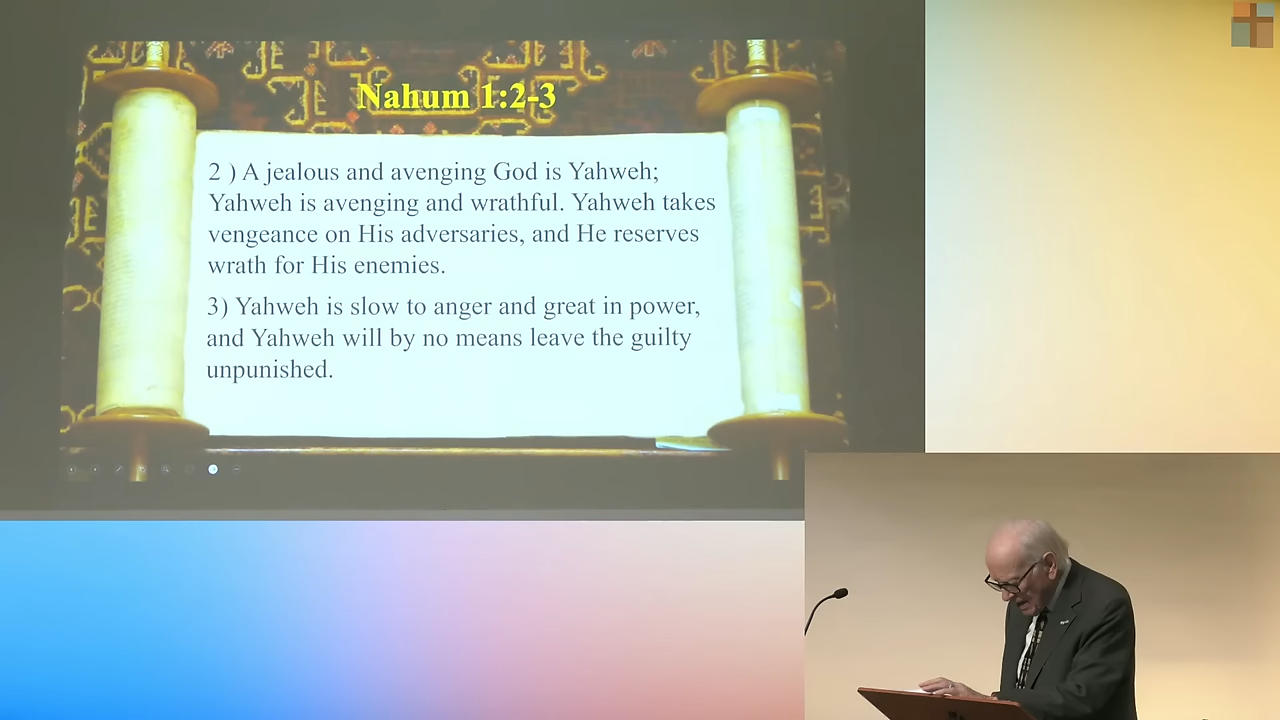 Nahum 1:2-3
2 ) A jealous and avenging God is Yahweh;
Yahweh is avenging and wrathful. Yahweh takes
vengeance on His adversaries, and He reserves
wrath for His enemies.
3) Yahweh is slow to anger and great in power,
and Yahweh will by no means leave the guilty
unpunished.